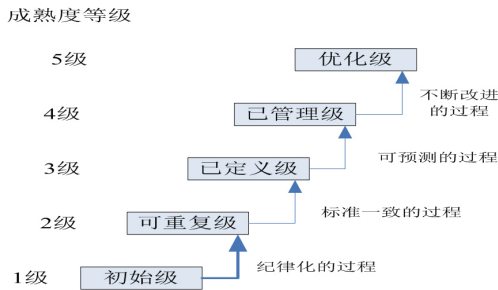 成熟度等级
5级
优化级
不断改进
的过程
4级
已管理级
可预测的过程
3级
已定义级
标准一致的过程
2级
可重复级
纪律化的过程
1级
初始级